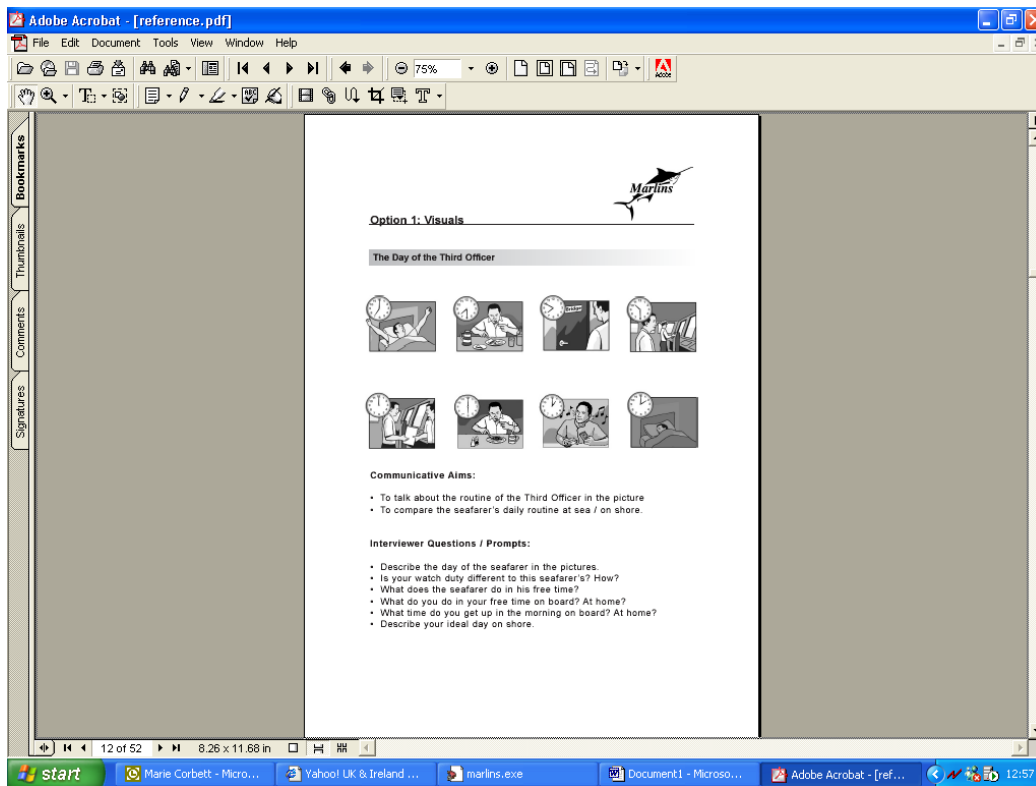 Adobe Acrobat - [reference.pdf]
File Edit Document Tools View Window Help
75%
Adobe
Bookmarks
Thumbnails
Comments
Signatures
Marlins
Option 1: Visuals
The Day of the Third Officer
Bridge
Communicative Aims:
• To talk about the routine of the Third Officer in the picture
• To compare the seafarer's daily routine at sea / on shore.
Interviewer Questions / Prompts:
• Describe the day of the seafarer in the pictures.
• Is your watch duty different to this seafarer's? How?
• What does the seafarer do in his free time?
• What do you do in your free time on board? At home?
• What time do you get up in the morning on board? At home?
• Describe your ideal day on shore.
12 of 52 8.26 x 11.68 in
start Marie Corbett - Micro... Yahoo! UK & Ireland ... marlins.exe Document1 - Microso... Adobe Acrobat - [ref... 12:57